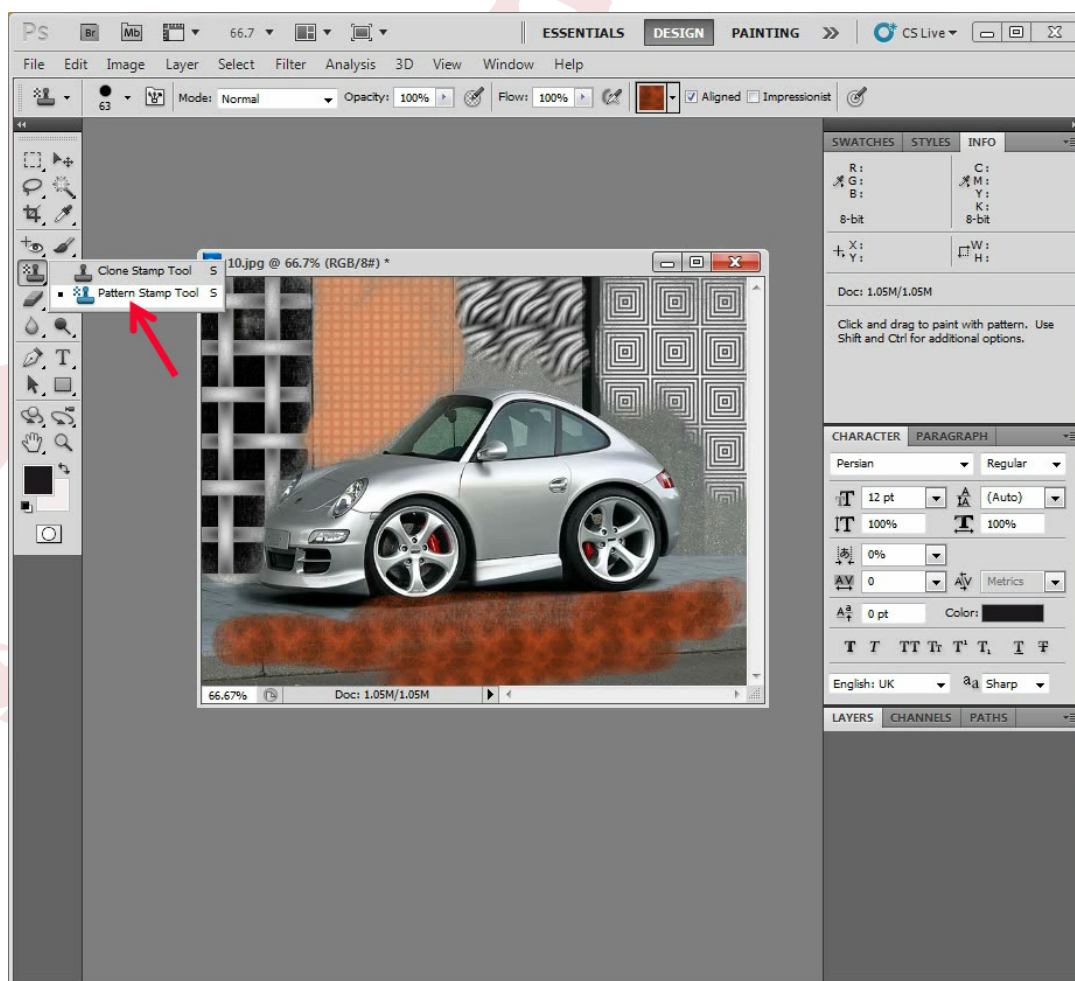 Ps Br Mb 66.7 ESSENTIALS DESIGN PAINTING CS Live
File Edit Image Layer Select Filter Analysis 3D View Window Help
63 Mode: Normal Opacity: 100% Flow: 100% Aligned Impressionist
SWATCHES STYLES INFO
R: C:
G: M:
B: Y:
K:
8-bit 8-bit
X: W:
Y: H:
Doc: 1.05M/1.05M
Click and drag to paint with pattern. Use
Shift and Ctrl for additional options.
10.jpg @ 66.7% (RGB/8#) *
Clone Stamp Tool S
Pattern Stamp Tool S
66.67% Doc: 1.05M/1.05M
CHARACTER PARAGRAPH
Persian Regular
12 pt (Auto)
100% 100%
0%
0 Metrics
0 pt Color:
T T TT Tr T¹ T₁ T T
English: UK aa Sharp
LAYERS CHANNELS PATHS